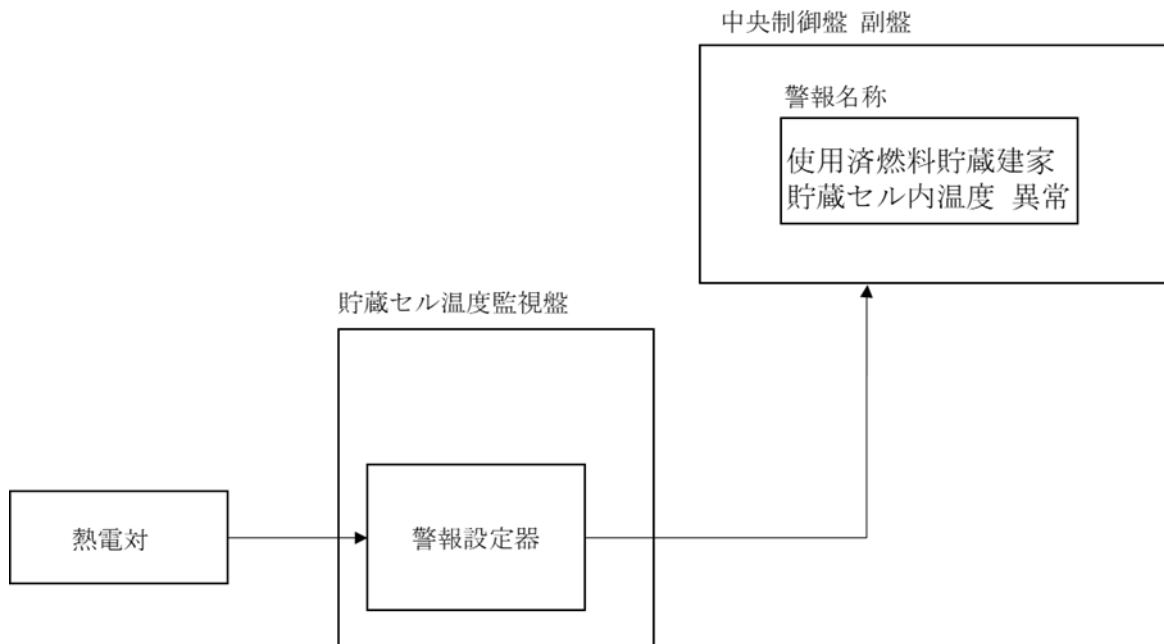 中央制御盤 副盤
警報名称
使用済燃料貯蔵建家
貯蔵セル内温度 異常
貯蔵セル温度監視盤
熱電対
警報設定器